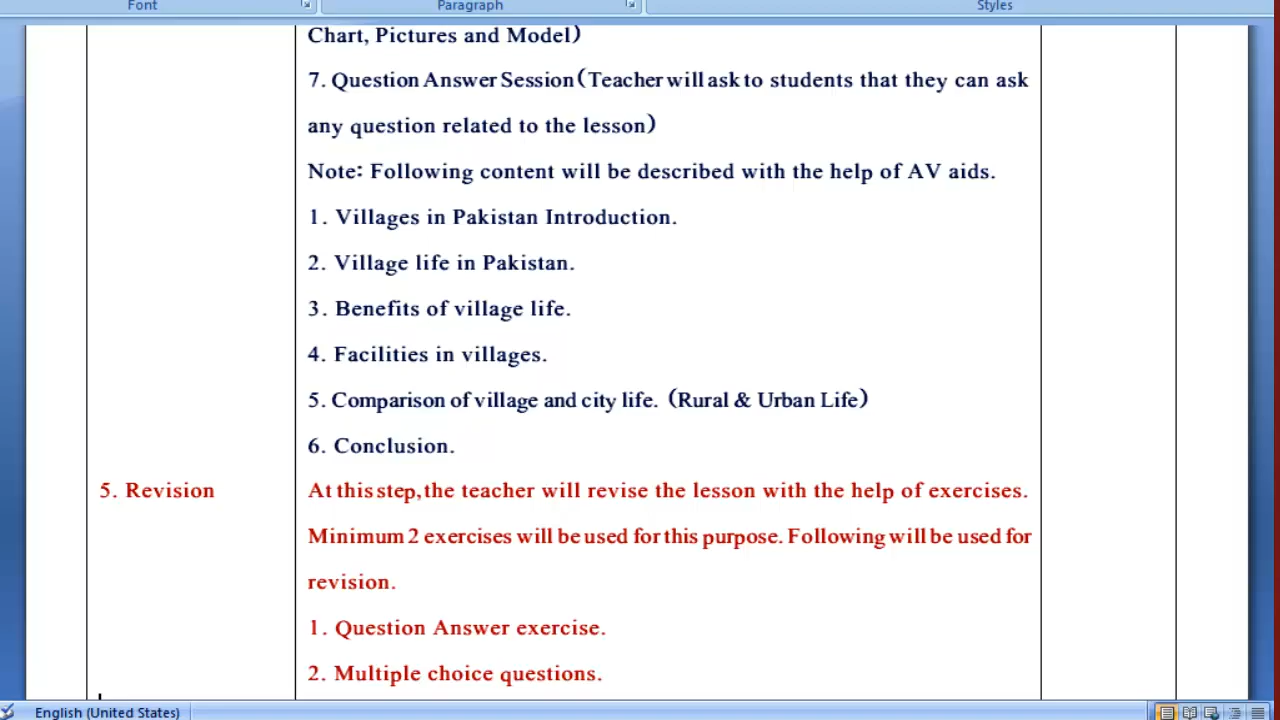 Font Paragraph Styles
Chart, Pictures and Model)
7. Question Answer Session(Teacher will ask to students that they can ask
any question related to the lesson)
Note: Following content will be described with the help of AV aids.
1. Villages in Pakistan Introduction.
2. Village life in Pakistan.
3. Benefits of village life.
4. Facilities in villages.
5. Comparison of village and city life. (Rural & Urban Life)
6. Conclusion.
5. Revision
At this step, the teacher will revise the lesson with the help of exercises.
Minimum 2 exercises will be used for this purpose. Following will be used for
revision.
1. Question Answer exercise.
2. Multiple choice questions.
English (United States)